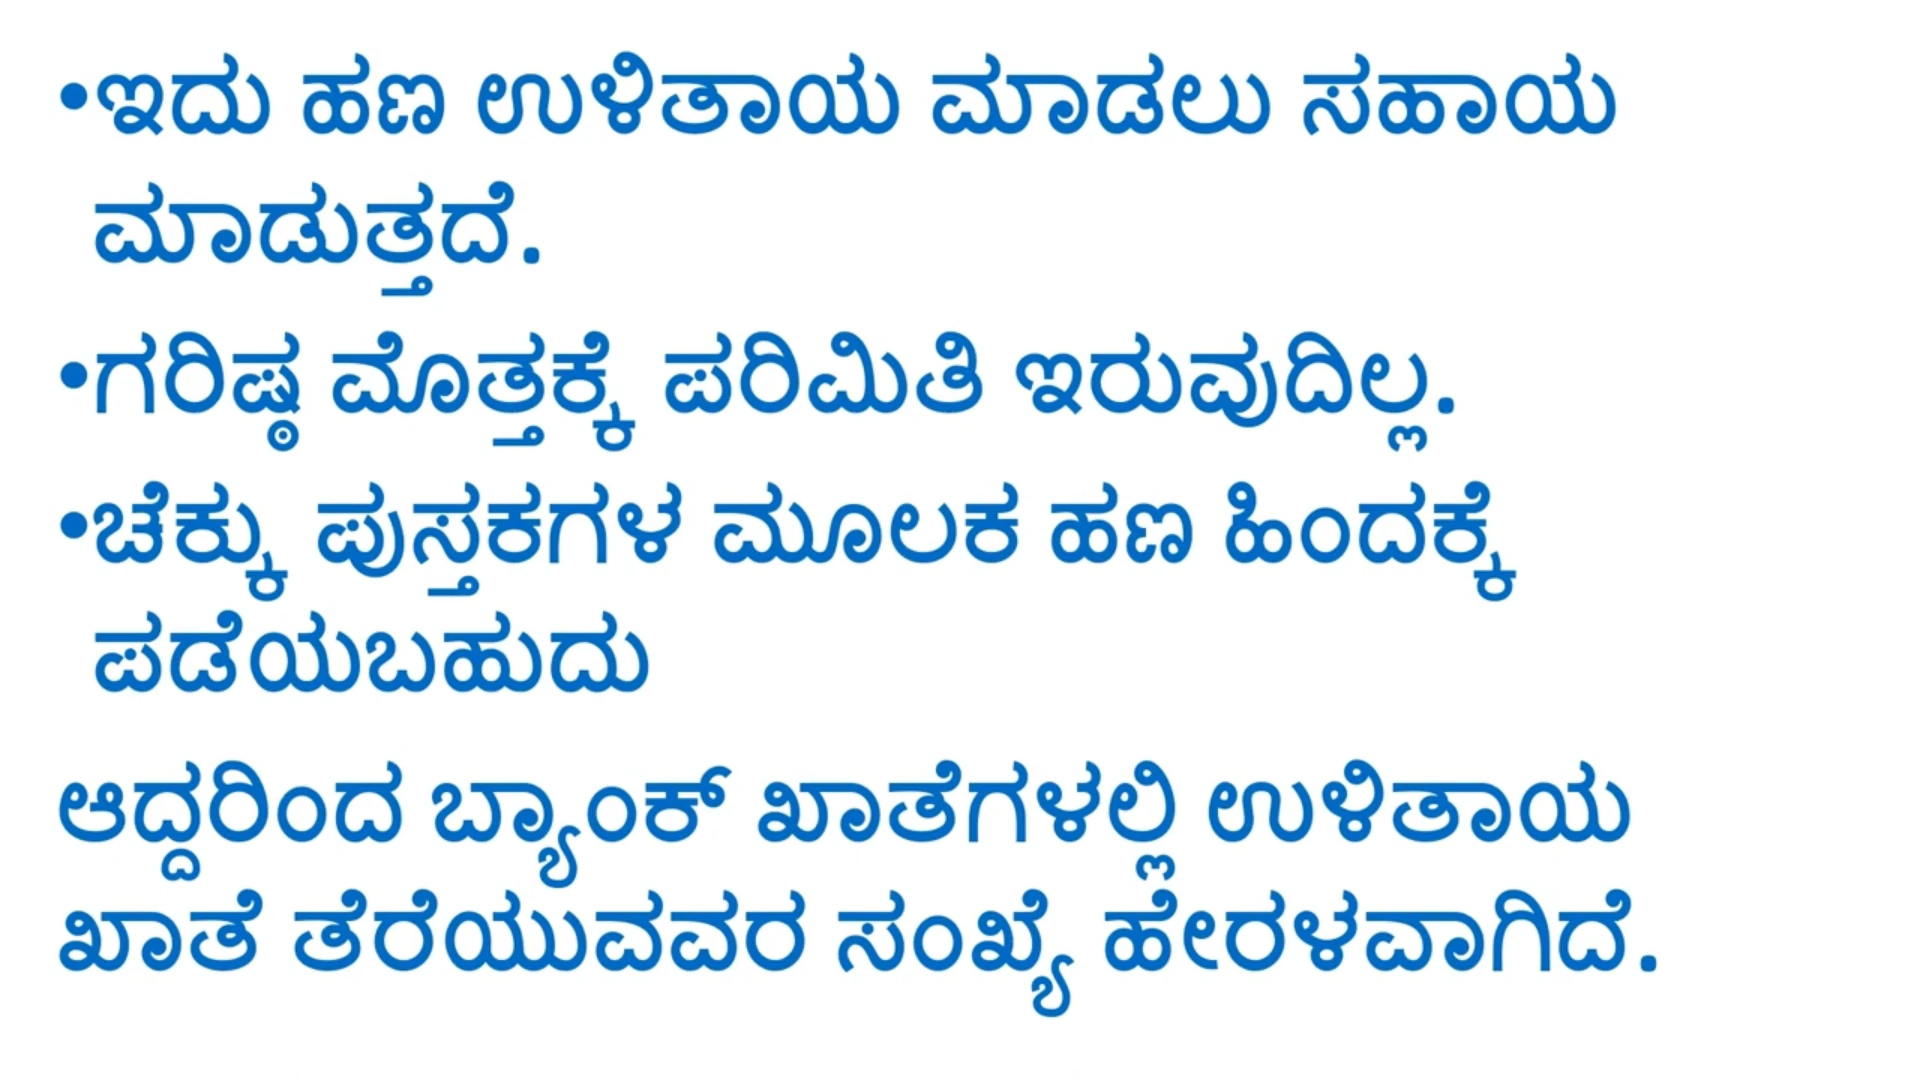 •ಇದು ಹಣ ಉಳಿತಾಯ ಮಾಡಲು ಸಹಾಯ
ಮಾಡುತ್ತದೆ.
•ಗರಿಷ್ಠ ಮೊತ್ತಕ್ಕೆ ಪರಿಮಿತಿ ಇರುವುದಿಲ್ಲ.
•ಚೆಕ್ಕು ಪುಸ್ತಕಗಳ ಮೂಲಕ ಹಣ ಹಿಂದಕ್ಕೆ
ಪಡೆಯಬಹುದು
ಆದ್ದರಿಂದ ಬ್ಯಾಂಕ್ ಖಾತೆಗಳಲ್ಲಿ ಉಳಿತಾಯ
ಖಾತೆ ತೆರೆಯುವವರ ಸಂಖ್ಯೆ ಹೇರಳವಾಗಿದೆ.